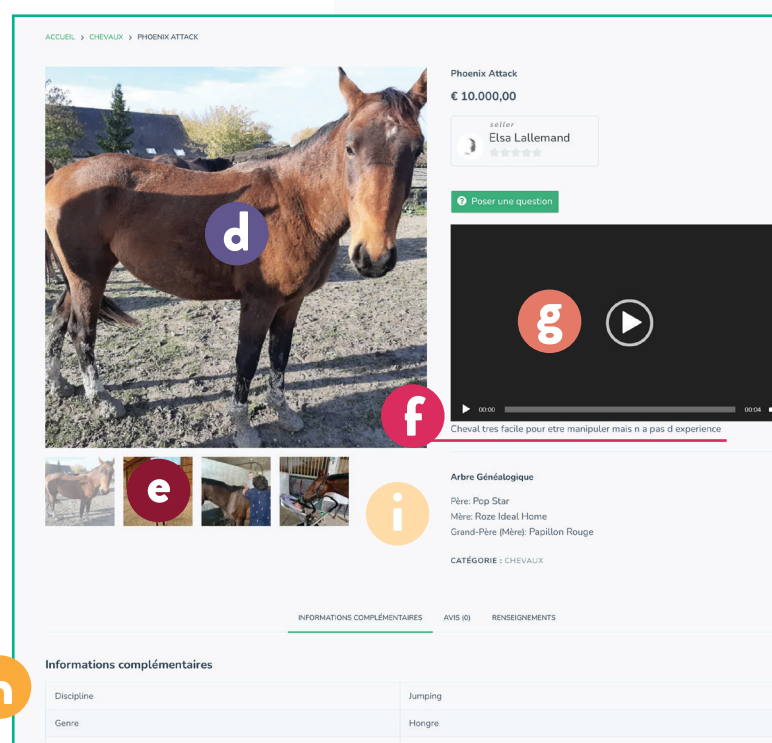 ACCUEIL > CHEVAUX > PHOENIX ATTACK
Phoenix Attack
€ 10.000,00
seller
Elsa Lallemand
Poser une question
d
g
00:00 00:04
f
Cheval tres facile pour etre manipuler mais n a pas d experience
e
i
Arbre Généalogique
Père: Pop Star
Mère: Roze Ideal Home
Grand-Père (Mère): Papillon Rouge
CATÉGORIE : CHEVAUX
INFORMATIONS COMPLÉMENTAIRES AVIS (0) RENSEIGNEMENTS
Informations complémentaires
Discipline Jumping
Genre Hongre